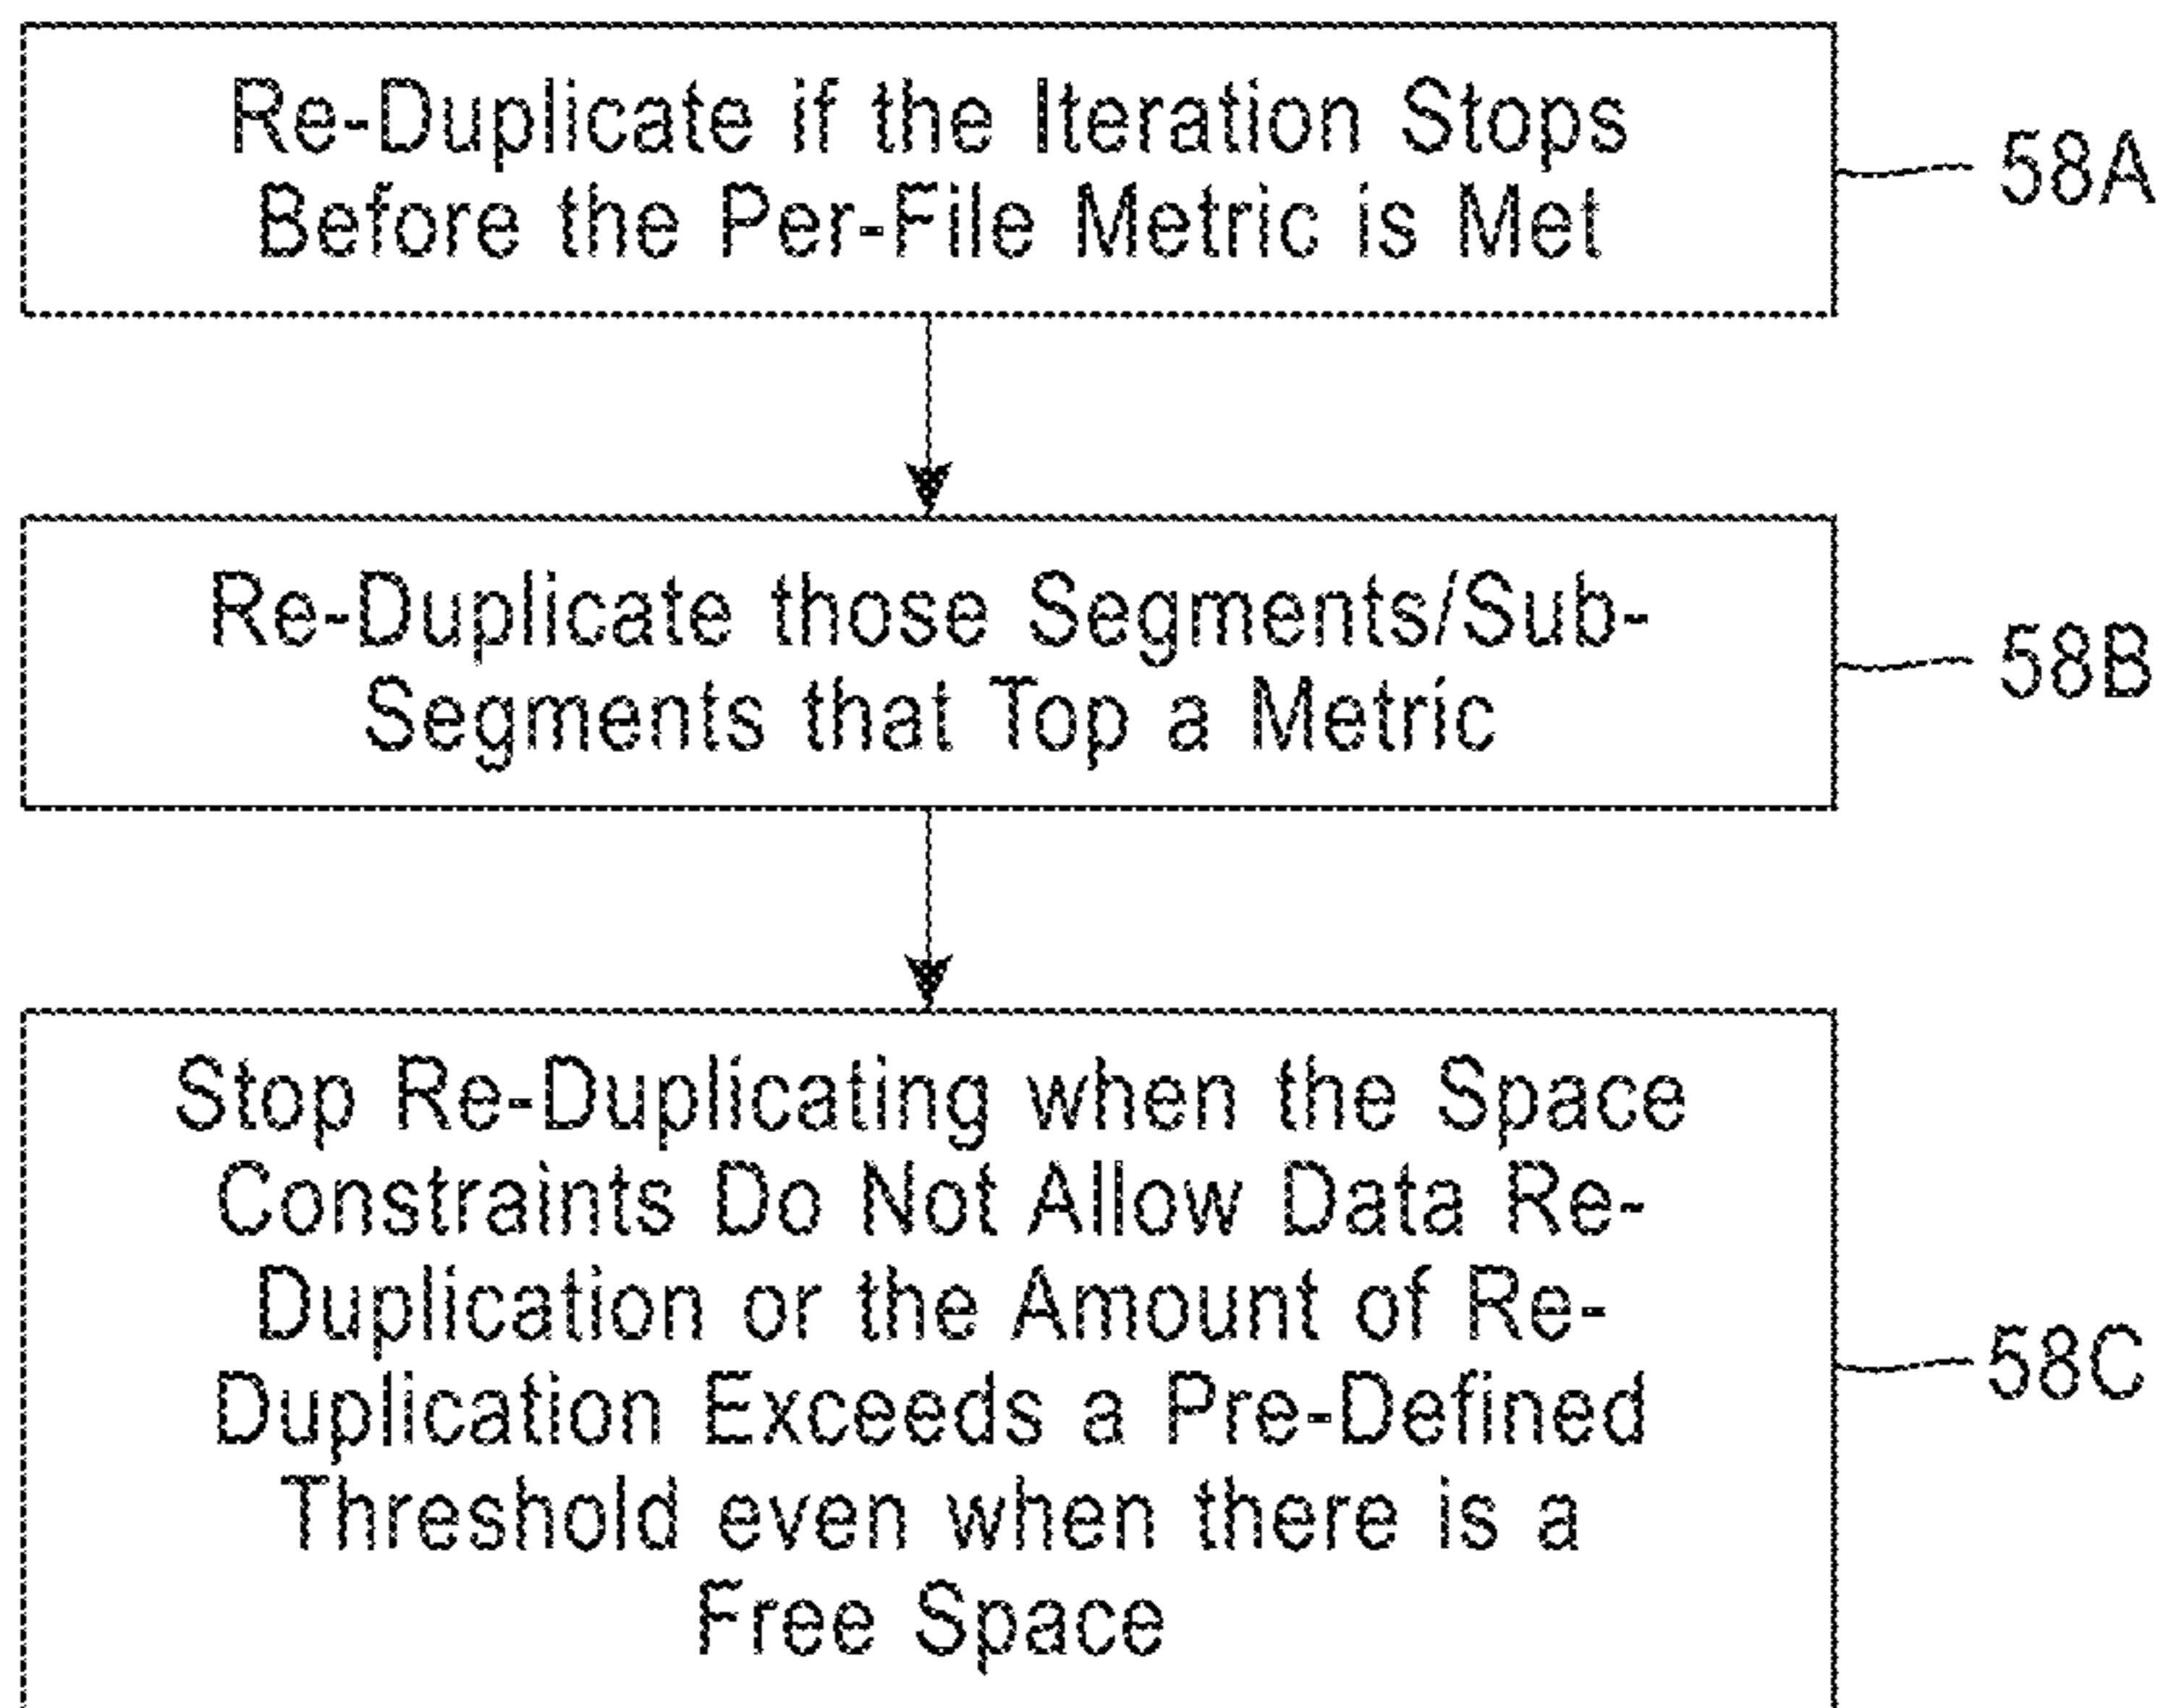 Re-Duplicate if the Iteration Stops
Before the Per-File Metric is Met
58A
Re-Duplicate those Segments/Sub-
Segments that Top a Metric
58B
Stop Re-Duplicating when the Space
Constraints Do Not Allow Data Re-
Duplication or the Amount of Re-
Duplication Exceeds a Pre-Defined
Threshold even when there is a
Free Space
58C